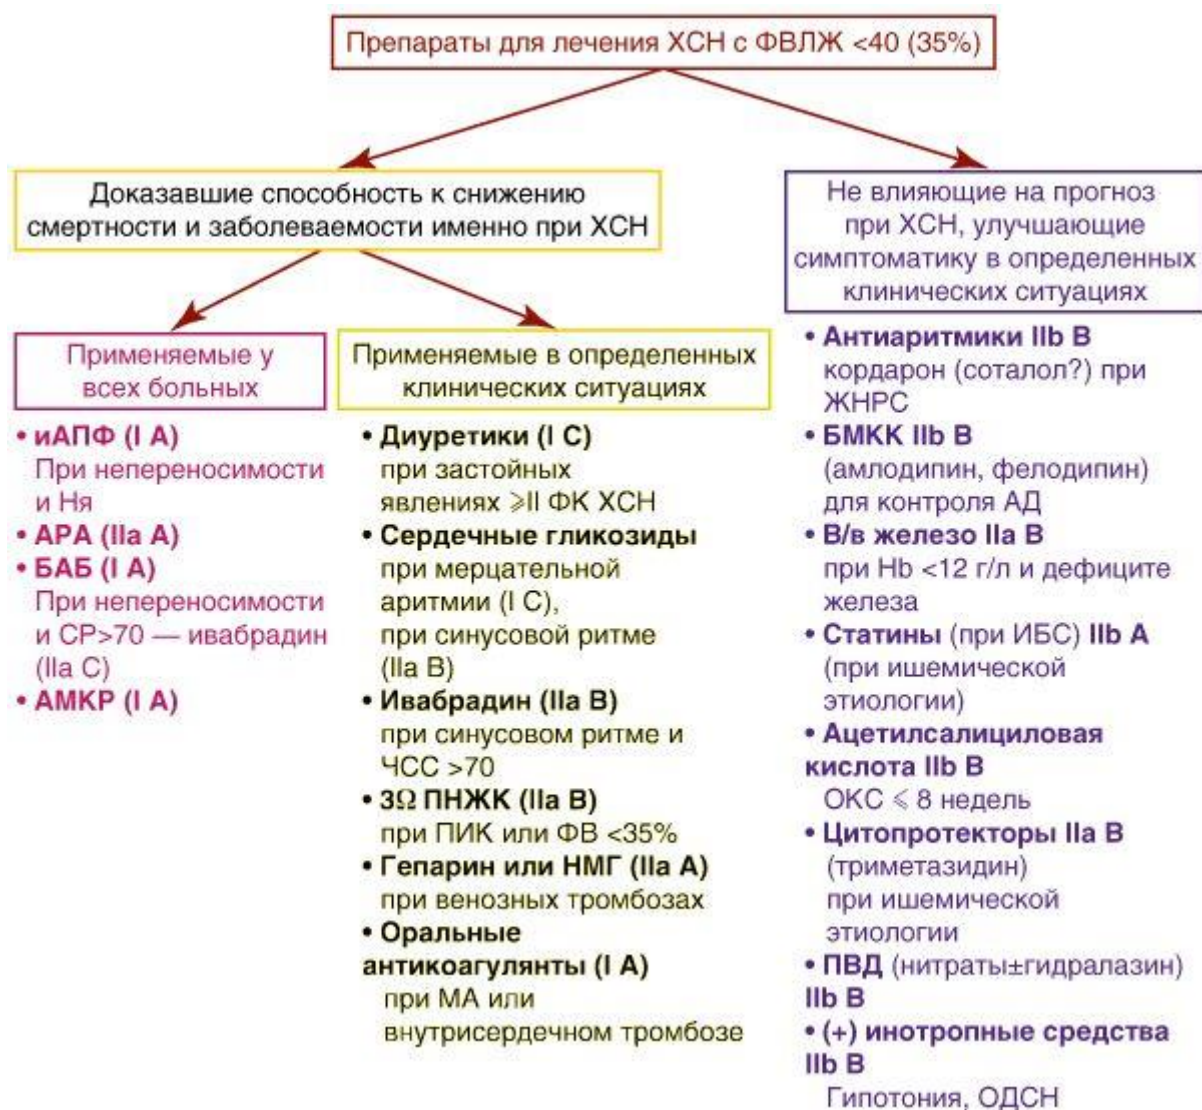 Препараты для лечения ХСН с ФВЛЖ <40 (35%)
Доказавшие способность к снижению
смертности и заболеваемости именно при ХСН
Применяемые у
всех больных
• иАПФ (I A)
При непереносимости
и Ня
• АРА (IIa A)
• БАБ (I A)
При непереносимости
и СР>70 — ивабрадин
(IIa C)
• АМКР (I A)
Применяемые в определенных
клинических ситуациях
• Диуретики (I C)
при застойных
явлениях ⩾II ФК ХСН
• Сердечные гликозиды
при мерцательной
аритмии (I C),
при синусовой ритме
(IIa B)
• Ивабрадин (IIa B)
при синусовом ритме и
ЧСС >70
• 3Ω ПНЖК (IIa B)
при ПИК или ФВ <35%
• Гепарин или НМГ (IIa A)
при венозных тромбозах
• Оральные
антикоагулянты (I A)
при МА или
внутрисердечном тромбозе
Не влияющие на прогноз
при ХСН, улучшающие
симптоматику в определенных
клинических ситуациях
• Антиаритмики IIb B
кордарон (соталол?) при
ЖНРС
• БМКК IIb B
(амлодипин, фелодипин)
для контроля АД
• В/в железо IIa B
при Hb <12 г/л и дефиците
железа
• Статины (при ИБС) IIb A
(при ишемической
этиологии)
• Ацетилсалициловая
кислота IIb B
ОКС ⩽ 8 недель
• Цитопротекторы IIa B
(триметазидин)
при ишемической
этиологии
• ПВД (нитраты±гидралазин)
IIb B
• (+) инотропные средства
IIb B
Гипотония, ОДСН